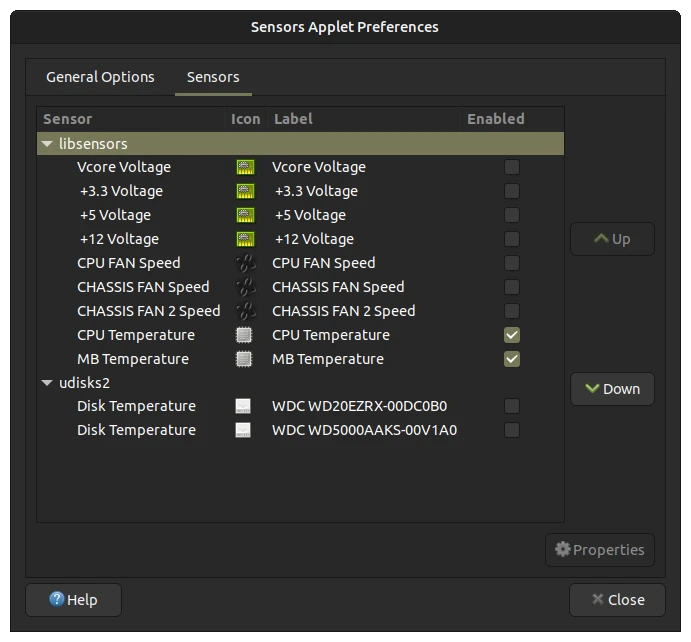 Sensors Applet Preferences
General Options Sensors
Sensor Icon Label Enabled
libsensors
Vcore Voltage Vcore Voltage
+3.3 Voltage +3.3 Voltage
+5 Voltage +5 Voltage
+12 Voltage +12 Voltage
CPU FAN Speed CPU FAN Speed
CHASSIS FAN Speed CHASSIS FAN Speed
CHASSIS FAN 2 Speed CHASSIS FAN 2 Speed
CPU Temperature CPU Temperature
MB Temperature MB Temperature
udisks2
Disk Temperature WDC WD20EZRX-00DC0B0
Disk Temperature WDC WD5000AAKS-00V1A0
Up
Down
Properties
Help Close